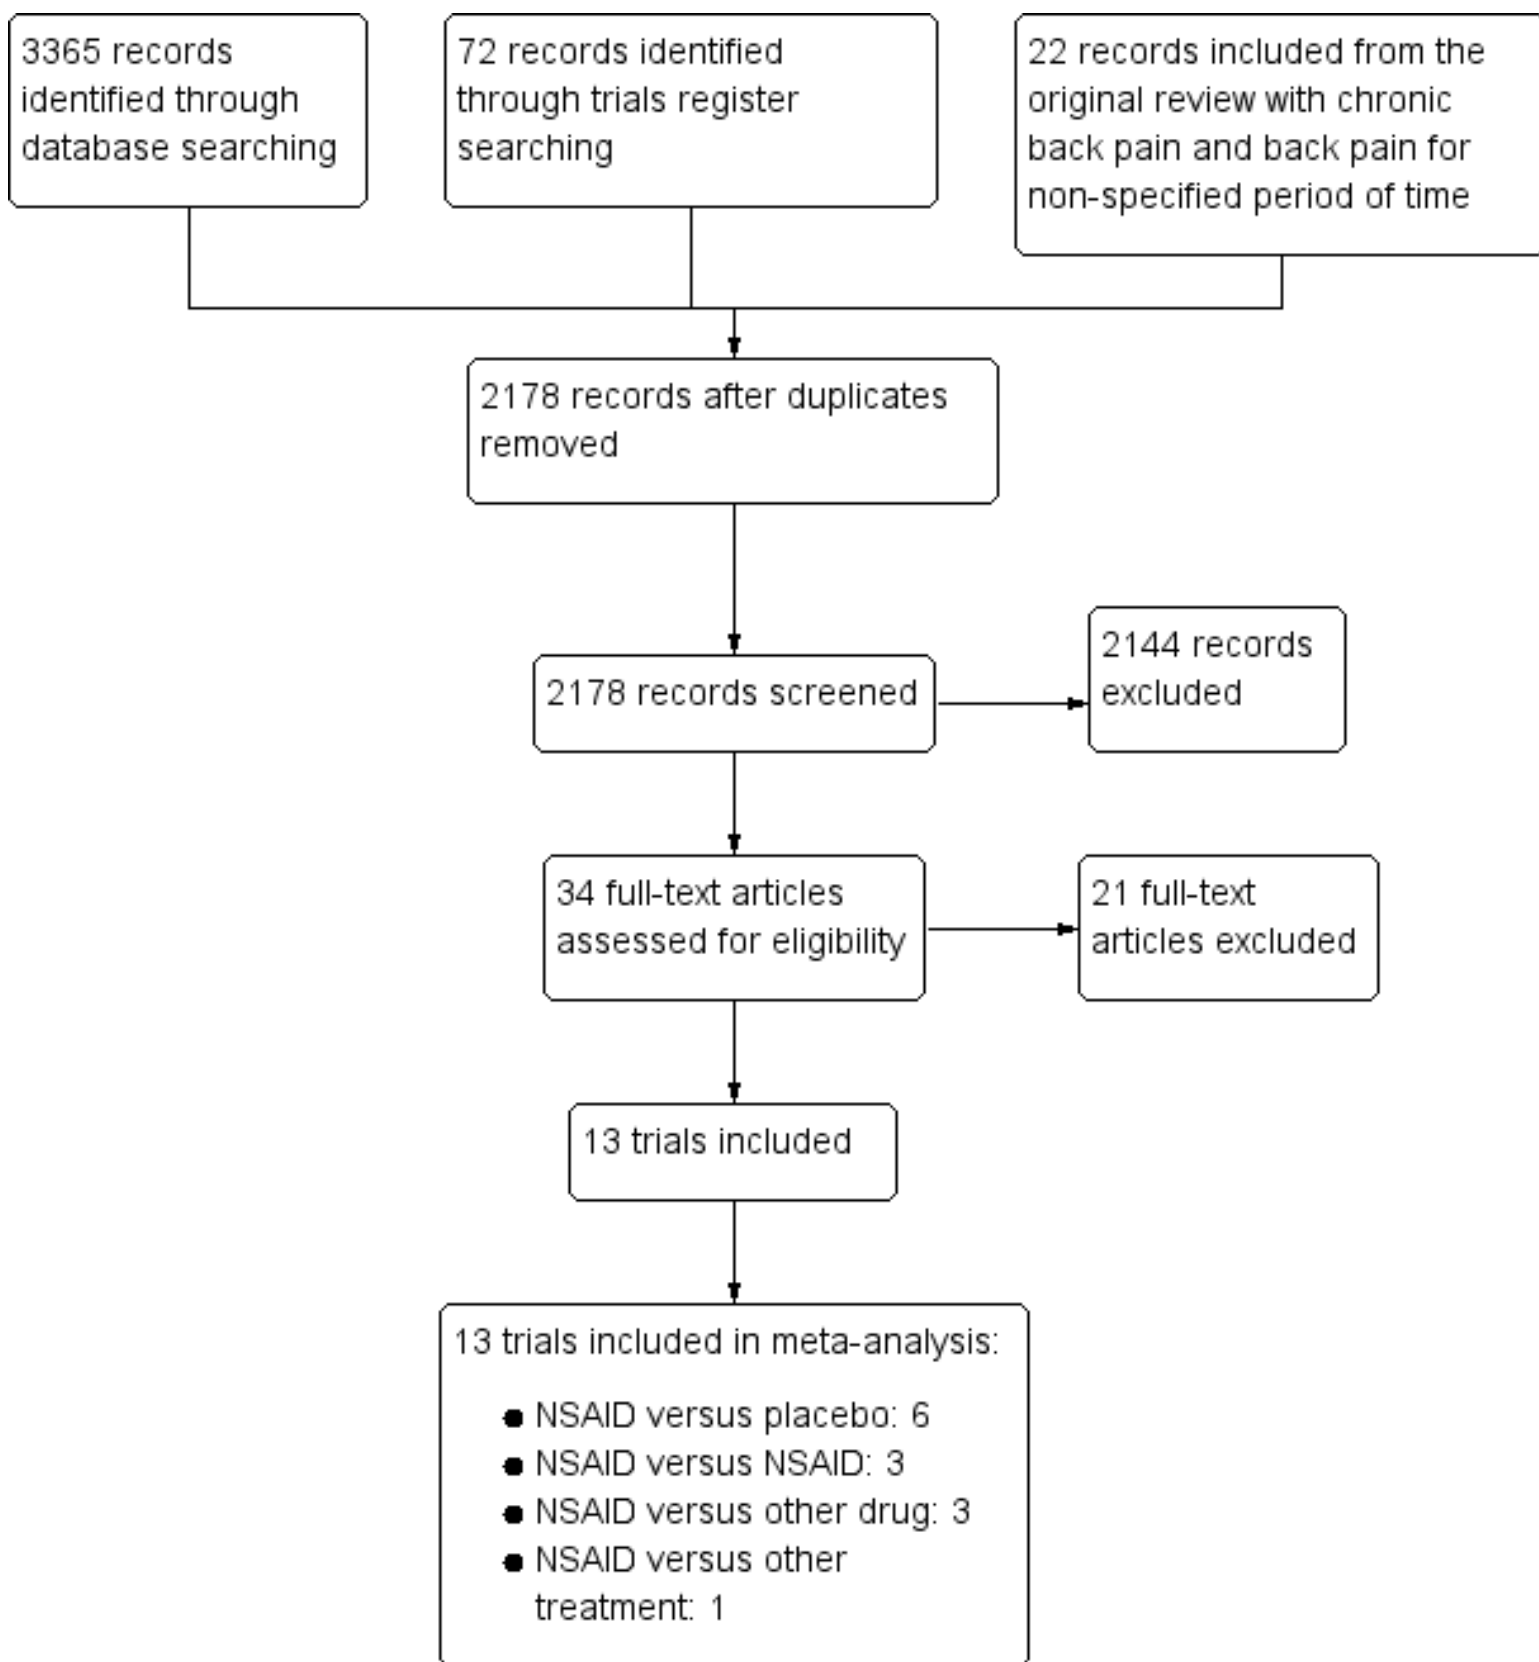 3365 records
identified through
database searching
72 records identified
through trials register
searching
22 records included from the
original review with chronic
back pain and back pain for
non-specified period of time
2178 records after duplicates
removed
2178 records screened
2144 records
excluded
34 full-text articles
assessed for eligibility
21 full-text
articles excluded
13 trials included
13 trials included in meta-analysis:
● NSAID versus placebo: 6
● NSAID versus NSAID: 3
● NSAID versus other drug: 3
● NSAID versus other
treatment: 1